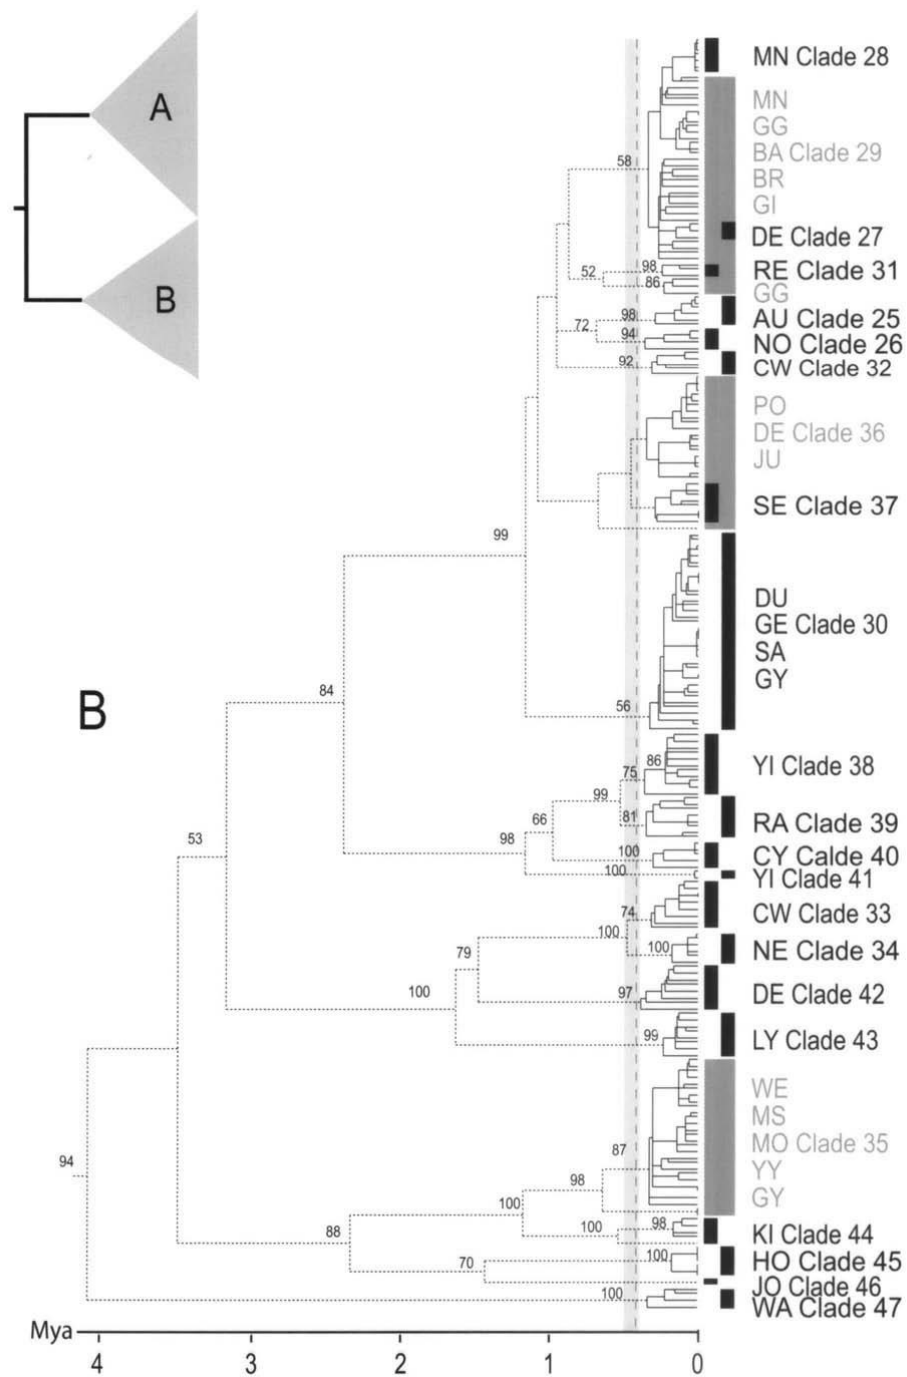 A
B
MN Clade 28
MN
GG
BA Clade 29
BR
GI
58
DE Clade 27
98
RE Clade 31
52
86
GG
98
AU Clade 25
72
94
NO Clade 26
92
CW Clade 32
PO
DE Clade 36
JU
SE Clade 37
99
DU
GE Clade 30
SA
GY
84
56
B
86
YI Clade 38
75
99
81
RA Clade 39
66
53
98
100
CY Calde 40
100
YI Clade 41
74
CW Clade 33
100
100
NE Clade 34
79
100
97
DE Clade 42
99
LY Clade 43
WE
MS
MO Clade 35
YY
GY
87
94
98
100
88
100
98
KI Clade 44
100
HO Clade 45
70
JO Clade 46
100
WA Clade 47
Mya
4 3 2 1 0